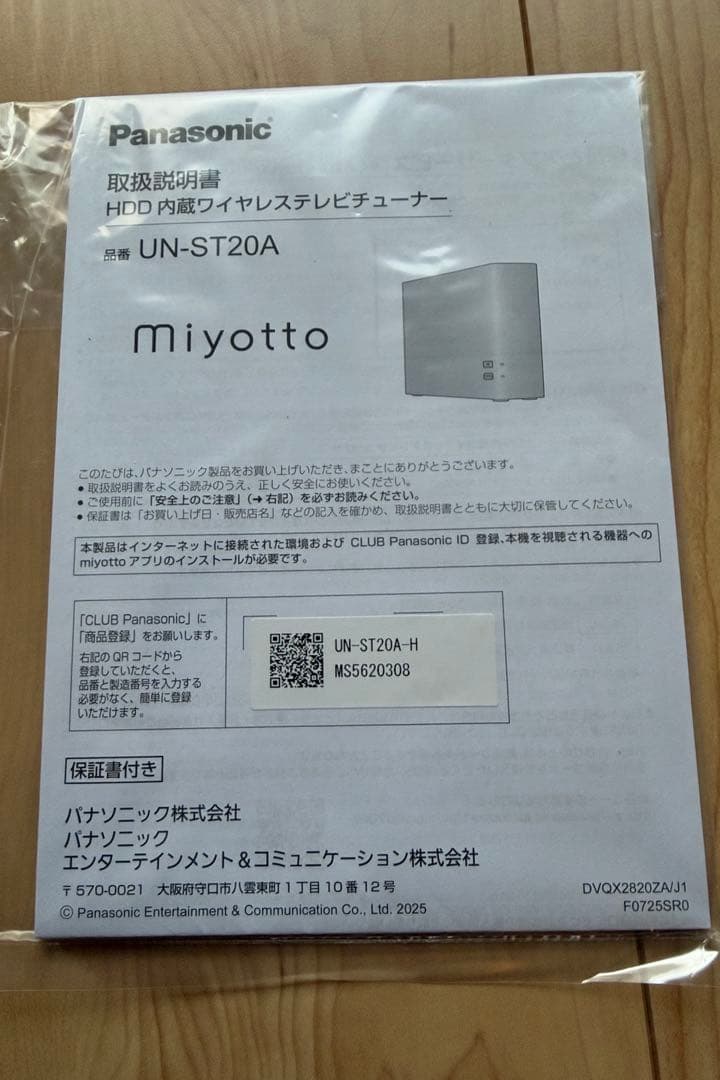 Panasonic
取扱説明書
HDD 内蔵ワイヤレステレビチューナー
品番 UN-ST20A
miyotto
このたびは、パナソニック製品をお買い上げいただき、まことにありがとうございます。
● 取扱説明書をよくお読みのうえ、正しく安全にお使いください。
● ご使用前に「安全上のご注意」(➜ 右記) を必ずお読みください。
● 保証書は「お買い上げ日・販売店名」などの記入を確かめ、取扱説明書とともに大切に保管してください。
本製品はインターネットに接続された環境および CLUB Panasonic ID 登録、本機を視聴される機器への
miyotto アプリのインストールが必要です。
「CLUB Panasonic」に
「商品登録」をお願いします。
右記の QR コードから
登録していただくと、
品番と製造番号を入力する
必要がなく、簡単に登録
いただけます。
UN-ST20A-H
MS5620308
保証書付き
パナソニック株式会社
パナソニック
エンターテインメント＆コミュニケーション株式会社
〒 570-0021 大阪府守口市八雲東町 1 丁目 10 番 12 号
© Panasonic Entertainment & Communication Co., Ltd. 2025
DVQX2820ZA/J1
F0725SR0